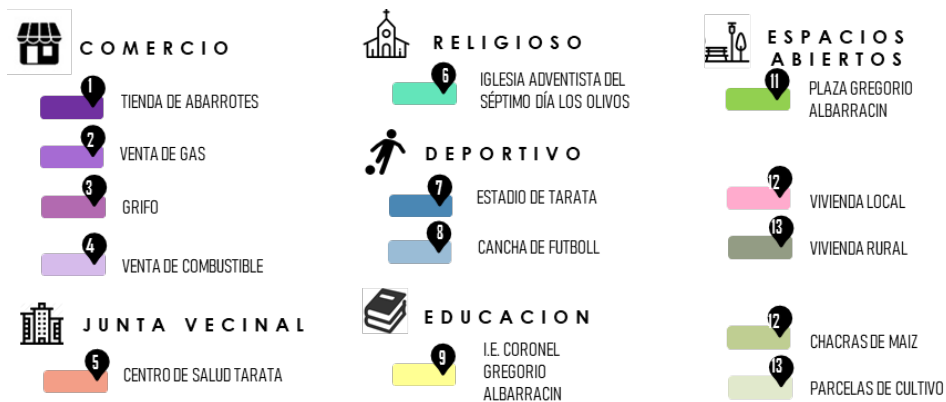 COMERCIO
1
TIENDA DE ABARROTES
2
VENTA DE GAS
3
GRIFO
4
VENTA DE COMBUSTIBLE
JUNTA VECINAL
5
CENTRO DE SALUD TARATA
RELIGIOSO
6
IGLESIA ADVENTISTA DEL
SÉPTIMO DÍA LOS OLIVOS
DEPORTIVO
7
ESTADIO DE TARATA
8
CANCHA DE FUTBOLL
EDUCACION
9
I.E. CORONEL
GREGORIO
ALBARRACIN
ESPACIOS
ABIERTOS
11
PLAZA GREGORIO
ALBARRACIN
12
VIVIENDA LOCAL
13
VIVIENDA RURAL
12
CHACRAS DE MAIZ
13
PARCELAS DE CULTIVO